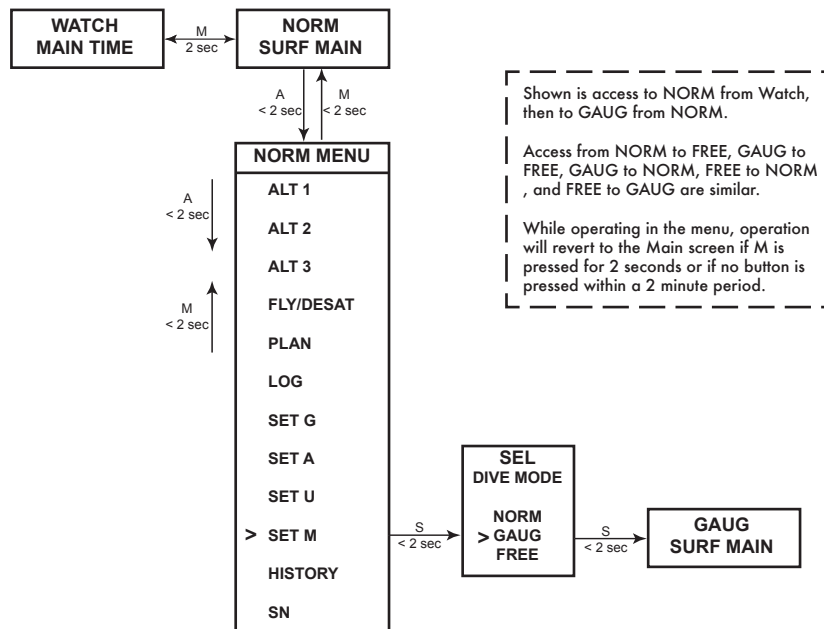 WATCH
MAIN TIME
M
2 sec
NORM
SURF MAIN
A
< 2 sec
M
< 2 sec
Shown is access to NORM from Watch,
then to GAUG from NORM.
Access from NORM to FREE, GAUG to
FREE, GAUG to NORM, FREE to NORM
, and FREE to GAUG are similar.
While operating in the menu, operation
will revert to the Main screen if M is
pressed for 2 seconds or if no button is
pressed within a 2 minute period.
NORM MENU
A
< 2 sec
M
< 2 sec
ALT 1
ALT 2
ALT 3
FLY/DESAT
PLAN
LOG
SET G
SET A
SET U
> SET M
HISTORY
SN
S
< 2 sec
SEL
DIVE MODE
NORM
> GAUG
FREE
S
< 2 sec
GAUG
SURF MAIN